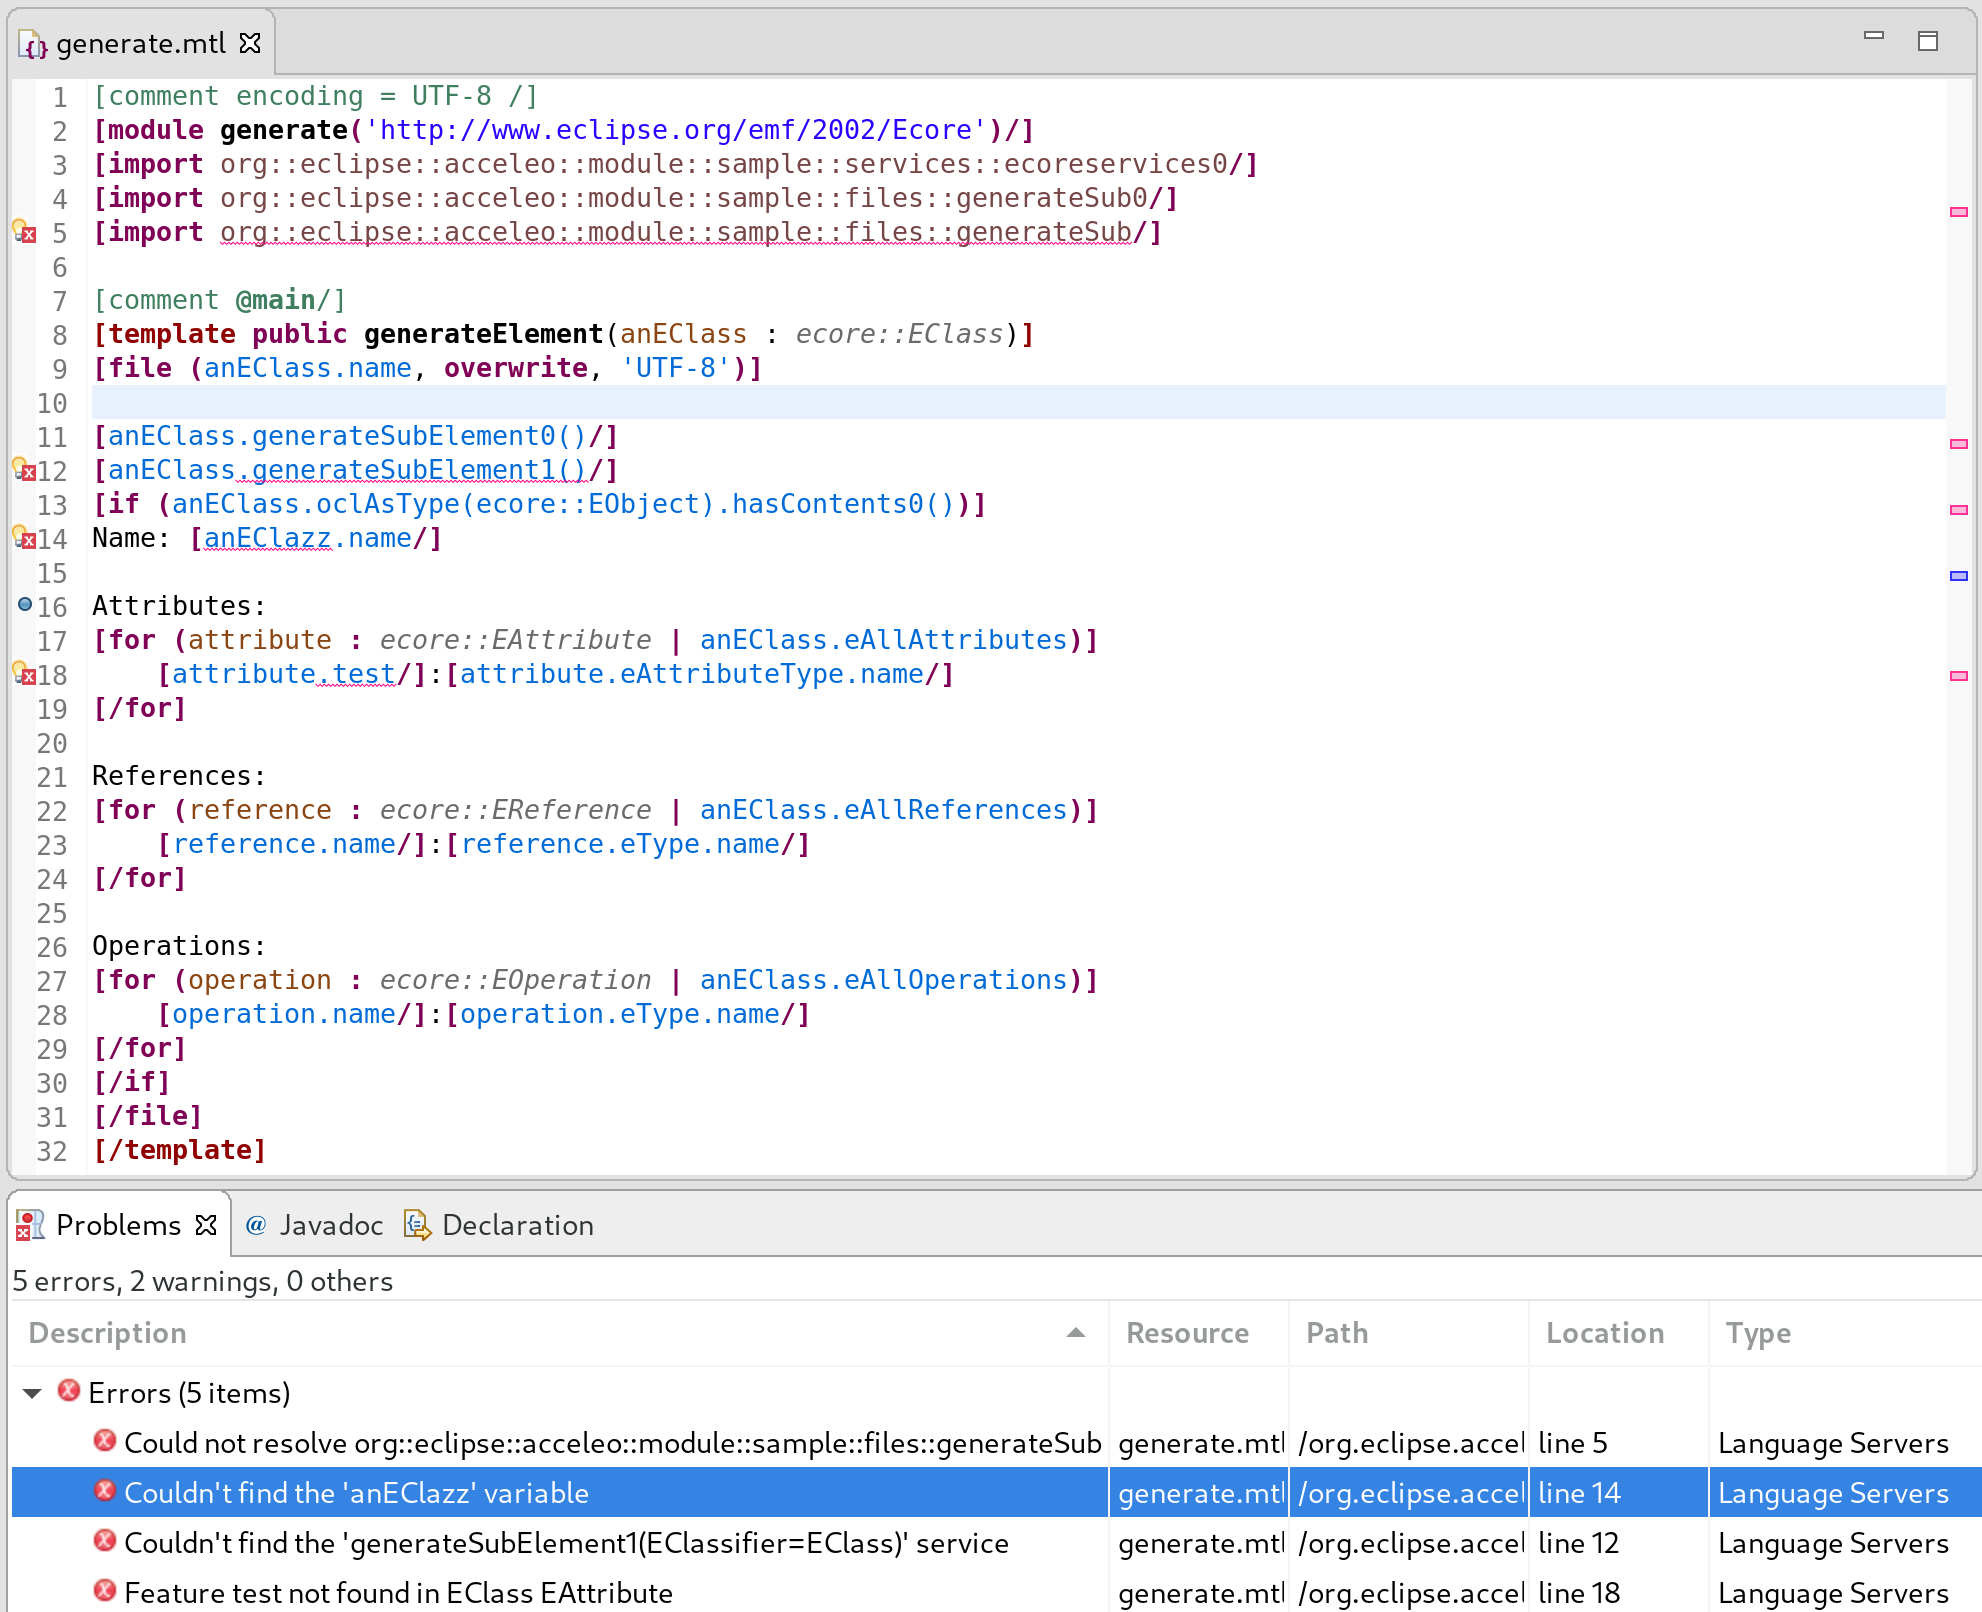 generate.mtl
1 [comment encoding = UTF-8 /]
2 [module generate('http://www.eclipse.org/emf/2002/Ecore')/]
3 [import org::eclipse::acceleo::module::sample::services::ecoreservices0/]
4 [import org::eclipse::acceleo::module::sample::files::generateSub0/]
5 [import org::eclipse::acceleo::module::sample::files::generateSub/]
6
7 [comment @main/]
8 [template public generateElement(anEClass : ecore::EClass)]
9 [file (anEClass.name, overwrite, 'UTF-8')]
10
11 [anEClass.generateSubElement0()/]
12 [anEClass.generateSubElement1()/]
13 [if (anEClass.oclAsType(ecore::EObject).hasContents0())]
14 Name: [anEClazz.name/]
15
16 Attributes:
17 [for (attribute : ecore::EAttribute | anEClass.eAllAttributes)]
18     [attribute.test/]:[attribute.eAttributeType.name/]
19 [/for]
20
21 References:
22 [for (reference : ecore::EReference | anEClass.eAllReferences)]
23     [reference.name/]:[reference.eType.name/]
24 [/for]
25
26 Operations:
27 [for (operation : ecore::EOperation | anEClass.eAllOperations)]
28     [operation.name/]:[operation.eType.name/]
29 [/for]
30 [/if]
31 [/file]
32 [/template]
Problems @ Javadoc Declaration
5 errors, 2 warnings, 0 others
Description Resource Path Location Type
Errors (5 items)
Could not resolve org::eclipse::acceleo::module::sample::files::generateSub generate.mtl /org.eclipse.accel line 5 Language Servers
Couldn't find the 'anEClazz' variable generate.mtl /org.eclipse.accel line 14 Language Servers
Couldn't find the 'generateSubElement1(EClassifier=EClass)' service generate.mtl /org.eclipse.accel line 12 Language Servers
Feature test not found in EClass EAttribute generate.mtl /org.eclipse.accel line 18 Language Servers